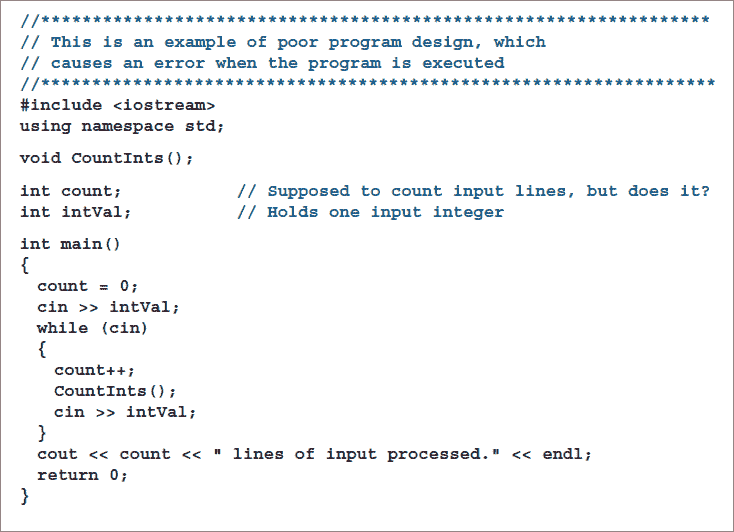 //*****************************************************************
// This is an example of poor program design, which
// causes an error when the program is executed
//******************************************************************
#include <iostream>
using namespace std;
void CountInts();
int count;           // Supposed to count input lines, but does it?
int intVal;          // Holds one input integer
int main()
{
  count = 0;
  cin >> intVal;
  while (cin)
  {
    count++;
    CountInts();
    cin >> intVal;
  }
  cout << count << " lines of input processed." << endl;
  return 0;
}